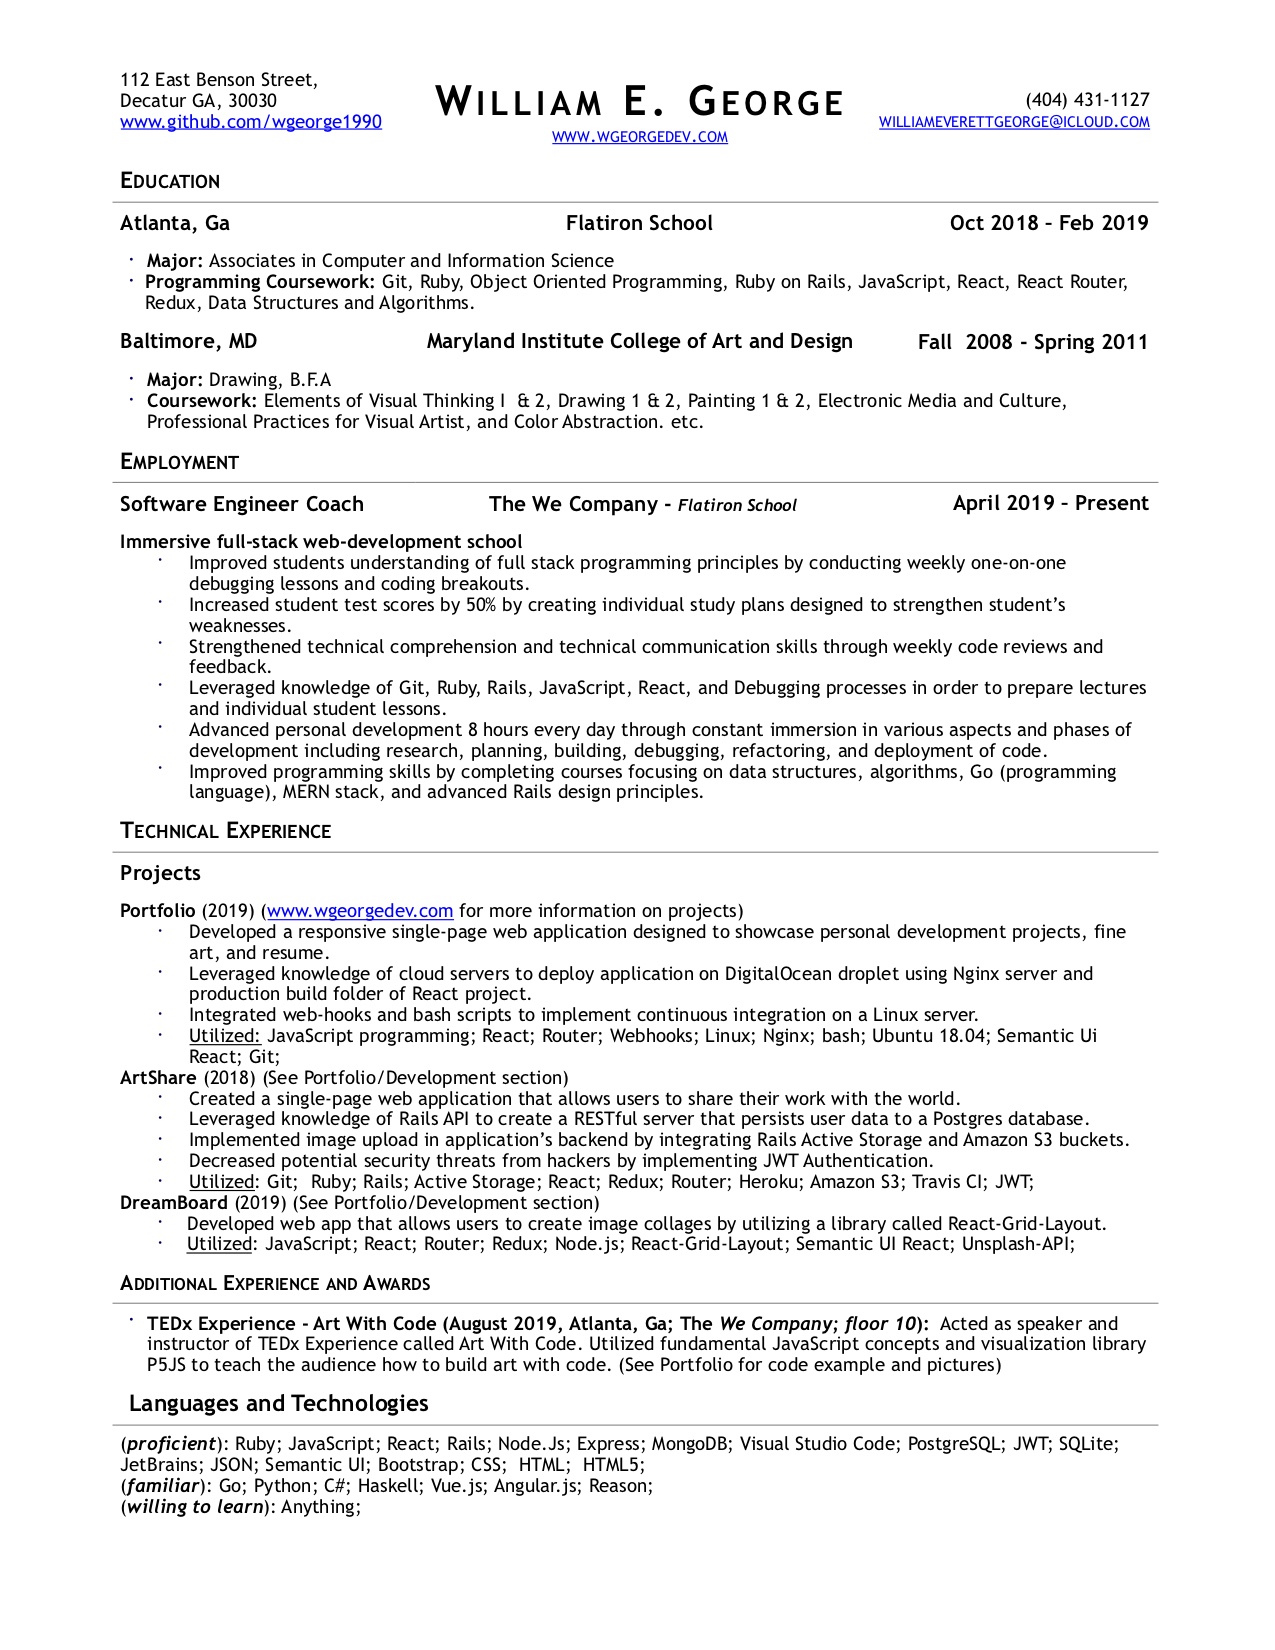 112 East Benson Street,
Decatur GA, 30030
www.github.com/wgeorge1990
WILLIAM E. GEORGE
WWW.WGEORGEDEV.COM
(404) 431-1127
WILLIAMEVERETTGEORGE@ICLOUD.COM
EDUCATION
Atlanta, Ga Flatiron School Oct 2018 – Feb 2019
· Major: Associates in Computer and Information Science
· Programming Coursework: Git, Ruby, Object Oriented Programming, Ruby on Rails, JavaScript, React, React Router,
Redux, Data Structures and Algorithms.
Baltimore, MD Maryland Institute College of Art and Design Fall  2008 - Spring 2011
· Major: Drawing, B.F.A
· Coursework: Elements of Visual Thinking I  & 2, Drawing 1 & 2, Painting 1 & 2, Electronic Media and Culture,
Professional Practices for Visual Artist, and Color Abstraction. etc.
EMPLOYMENT
Software Engineer Coach The We Company - Flatiron School April 2019 – Present
Immersive full-stack web-development school
· Improved students understanding of full stack programming principles by conducting weekly one-on-one
debugging lessons and coding breakouts.
· Increased student test scores by 50% by creating individual study plans designed to strengthen student’s
weaknesses.
· Strengthened technical comprehension and technical communication skills through weekly code reviews and
feedback.
· Leveraged knowledge of Git, Ruby, Rails, JavaScript, React, and Debugging processes in order to prepare lectures
and individual student lessons.
· Advanced personal development 8 hours every day through constant immersion in various aspects and phases of
development including research, planning, building, debugging, refactoring, and deployment of code.
· Improved programming skills by completing courses focusing on data structures, algorithms, Go (programming
language), MERN stack, and advanced Rails design principles.
TECHNICAL EXPERIENCE
Projects
Portfolio (2019) (www.wgeorgedev.com for more information on projects)
· Developed a responsive single-page web application designed to showcase personal development projects, fine
art, and resume.
· Leveraged knowledge of cloud servers to deploy application on DigitalOcean droplet using Nginx server and
production build folder of React project.
· Integrated web-hooks and bash scripts to implement continuous integration on a Linux server.
· Utilized: JavaScript programming; React; Router; Webhooks; Linux; Nginx; bash; Ubuntu 18.04; Semantic Ui
React; Git;
ArtShare (2018) (See Portfolio/Development section)
· Created a single-page web application that allows users to share their work with the world.
· Leveraged knowledge of Rails API to create a RESTful server that persists user data to a Postgres database.
· Implemented image upload in application’s backend by integrating Rails Active Storage and Amazon S3 buckets.
· Decreased potential security threats from hackers by implementing JWT Authentication.
· Utilized: Git;  Ruby; Rails; Active Storage; React; Redux; Router; Heroku; Amazon S3; Travis CI; JWT;
DreamBoard (2019) (See Portfolio/Development section)
· Developed web app that allows users to create image collages by utilizing a library called React-Grid-Layout.
· Utilized: JavaScript; React; Router; Redux; Node.js; React-Grid-Layout; Semantic UI React; Unsplash-API;
ADDITIONAL EXPERIENCE AND AWARDS
· TEDx Experience - Art With Code (August 2019, Atlanta, Ga; The We Company; floor 10):  Acted as speaker and
instructor of TEDx Experience called Art With Code. Utilized fundamental JavaScript concepts and visualization library
P5JS to teach the audience how to build art with code. (See Portfolio for code example and pictures)
Languages and Technologies
(proficient): Ruby; JavaScript; React; Rails; Node.Js; Express; MongoDB; Visual Studio Code; PostgreSQL; JWT; SQLite;
JetBrains; JSON; Semantic UI; Bootstrap; CSS;  HTML;  HTML5;
(familiar): Go; Python; C#; Haskell; Vue.js; Angular.js; Reason;
(willing to learn): Anything;